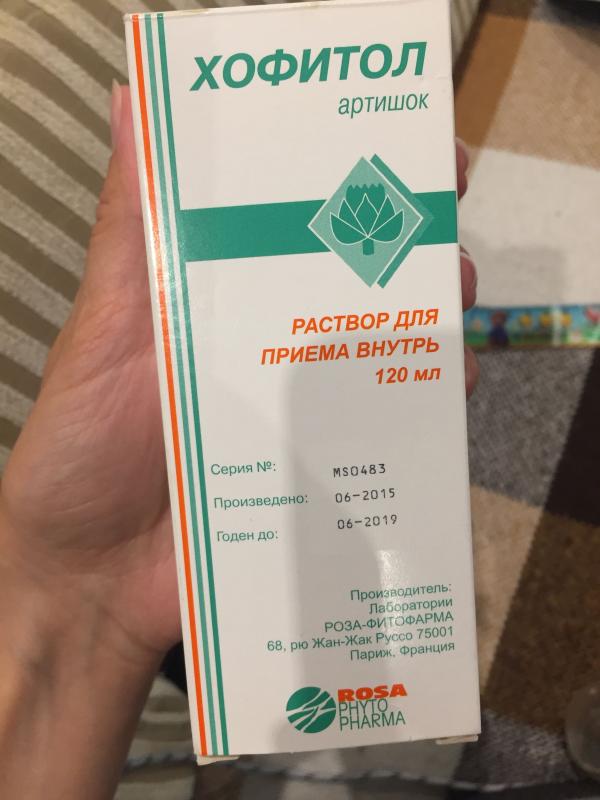 ХОФИТОЛ
артишок
РАСТВОР ДЛЯ
ПРИЕМА ВНУТРЬ
120 мл
Серия №: MS0483
Произведено: 06-2015
Годен до: 06-2019
Производитель:
Лаборатории
РОЗА-ФИТОФАРМА
68, рю Жан-Жак Руссо 75001
Париж, Франция
ROSA
PHYTO
PHARMA